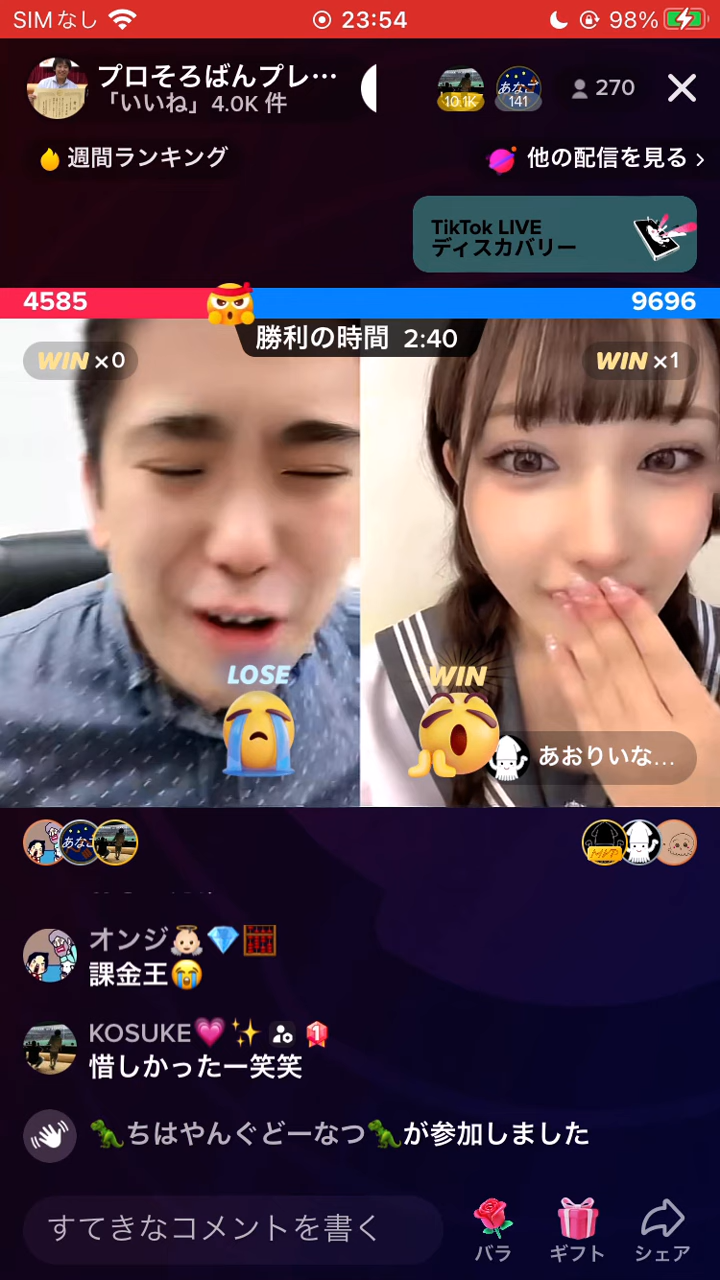 SIMなし 23:54 98%
プロそろばんプレ…
「いいね」4.0K 件
10.1K
あなご
141
270
週間ランキング
他の配信を見る
TikTok LIVE
ディスカバリー
4585 9696
勝利の時間 2:40
WIN ×0
WIN ×1
LOSE
WIN
あおりいな…
オンジ
課金王
KOSUKE
1
惜しかったー笑笑
ちはやんぐどーなつ が参加しました
すてきなコメントを書く
バラ
ギフト
シェア